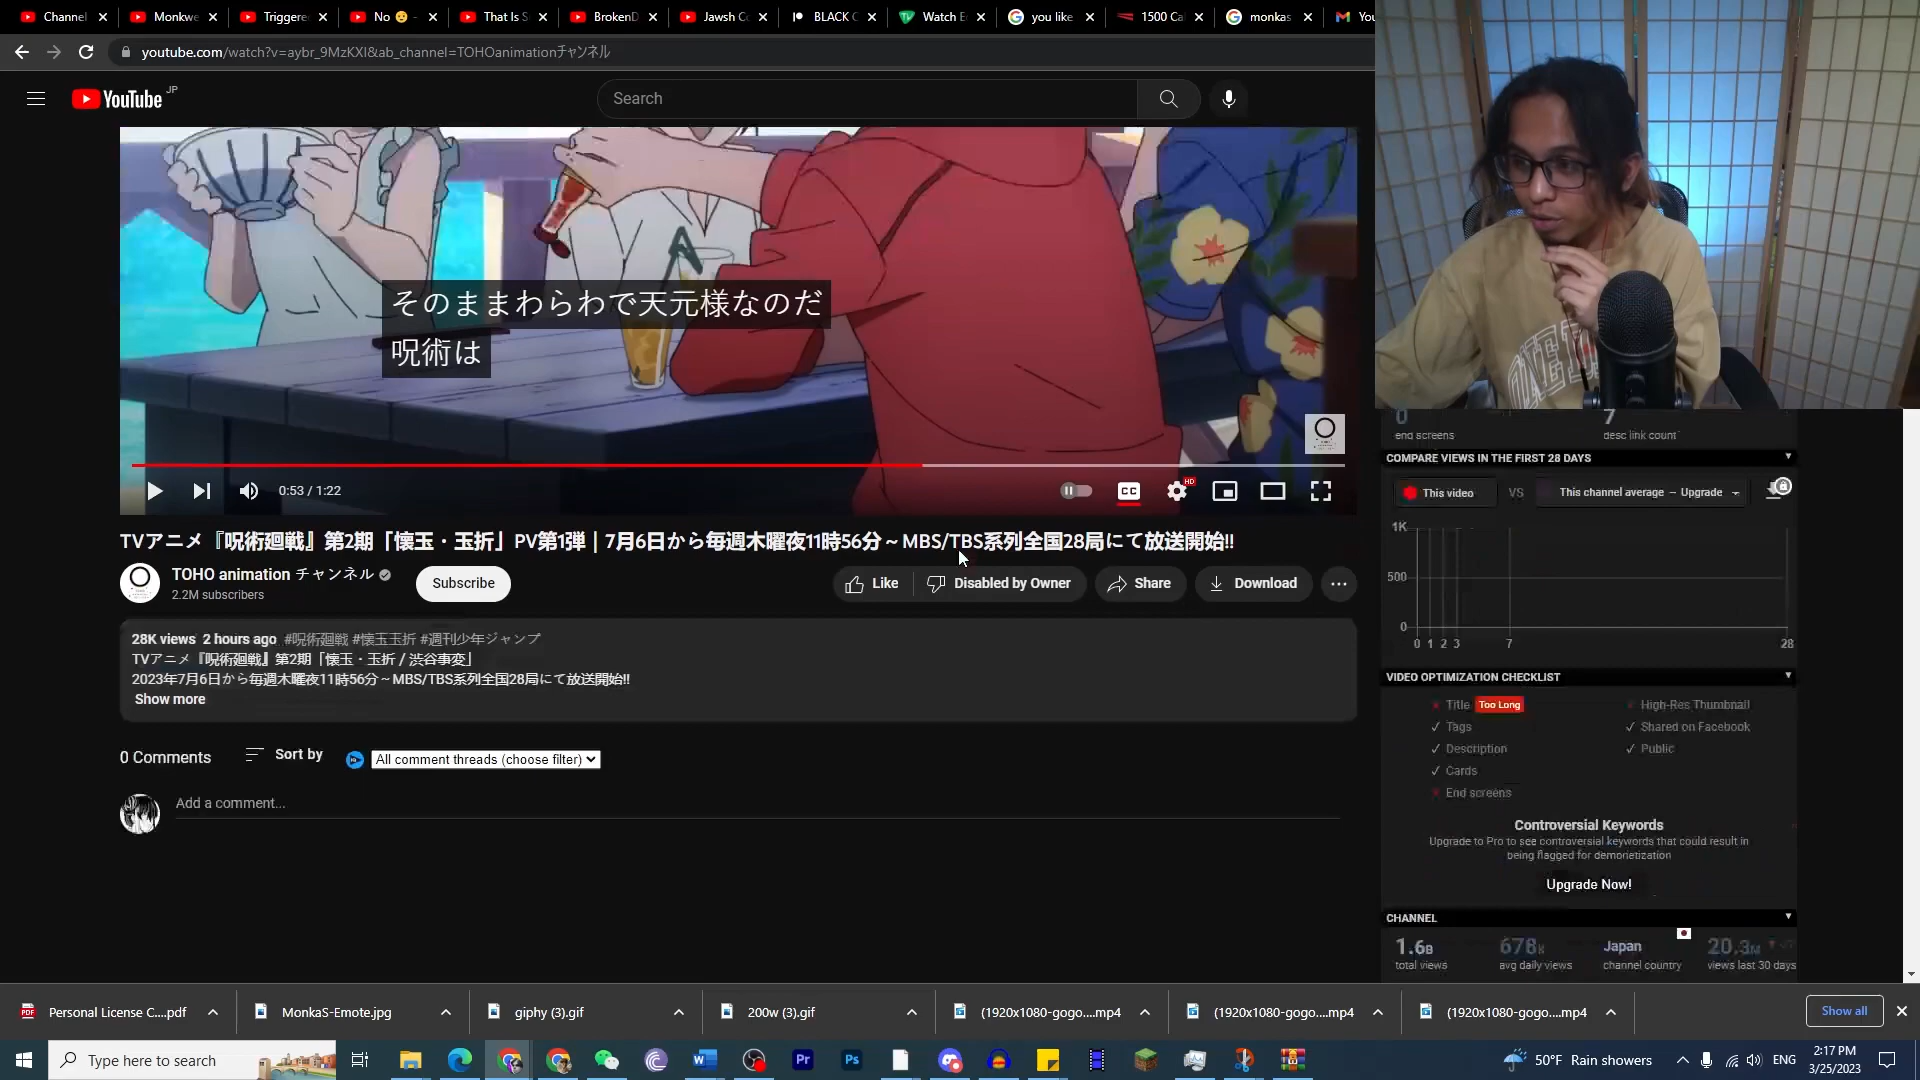 Channel
Monkwe
Triggere
No 😉 -
That Is S
BrokenD
Jawsh Co
BLACK C
Watch E
you like
1500 Cal
monkas
You
youtube.com/watch?v=aybr_9MzKXI&ab_channel=TOHOanimationチャンネル
YouTube JP
Search
そのままわらわで天元様なのだ
呪術は
0:53 / 1:22
CC
HD
TVアニメ『呪術廻戦』第2期「懐玉・玉折」PV第1弾｜7月6日から毎週木曜夜11時56分～MBS/TBS系列全国28局にて放送開始!!
TOHO animation チャンネル
2.2M subscribers
Subscribe
Like
Disabled by Owner
Share
Download
28K views 2 hours ago #呪術廻戦 #懐玉玉折 #週刊少年ジャンプ
TVアニメ『呪術廻戦』第2期「懐玉・玉折 / 渋谷事変」
2023年7月6日から毎週木曜夜11時56分～MBS/TBS系列全国28局にて放送開始!!
Show more
0 Comments
Sort by
All comment threads (choose filter)
Add a comment...
0
7
end screens
desc link count
COMPARE VIEWS IN THE FIRST 28 DAYS
This video
VS
This channel average – Upgrade
1K
500
0
0 1 2 3 7 28
VIDEO OPTIMIZATION CHECKLIST
Title Too Long
High-Res Thumbnail
Tags
Shared on Facebook
Description
Public
Cards
End screens
Controversial Keywords
Upgrade to Pro to see controversial keywords that could result in
being flagged for demonetization
Upgrade Now!
CHANNEL
1.6B
678K
Japan
20.3M
total views
avg daily views
channel country
views last 30 days
Personal License C....pdf
MonkaS-Emote.jpg
giphy (3).gif
200w (3).gif
(1920x1080-gogo....mp4
(1920x1080-gogo....mp4
(1920x1080-gogo....mp4
Show all
Type here to search
50°F Rain showers
ENG
2:17 PM
3/25/2023